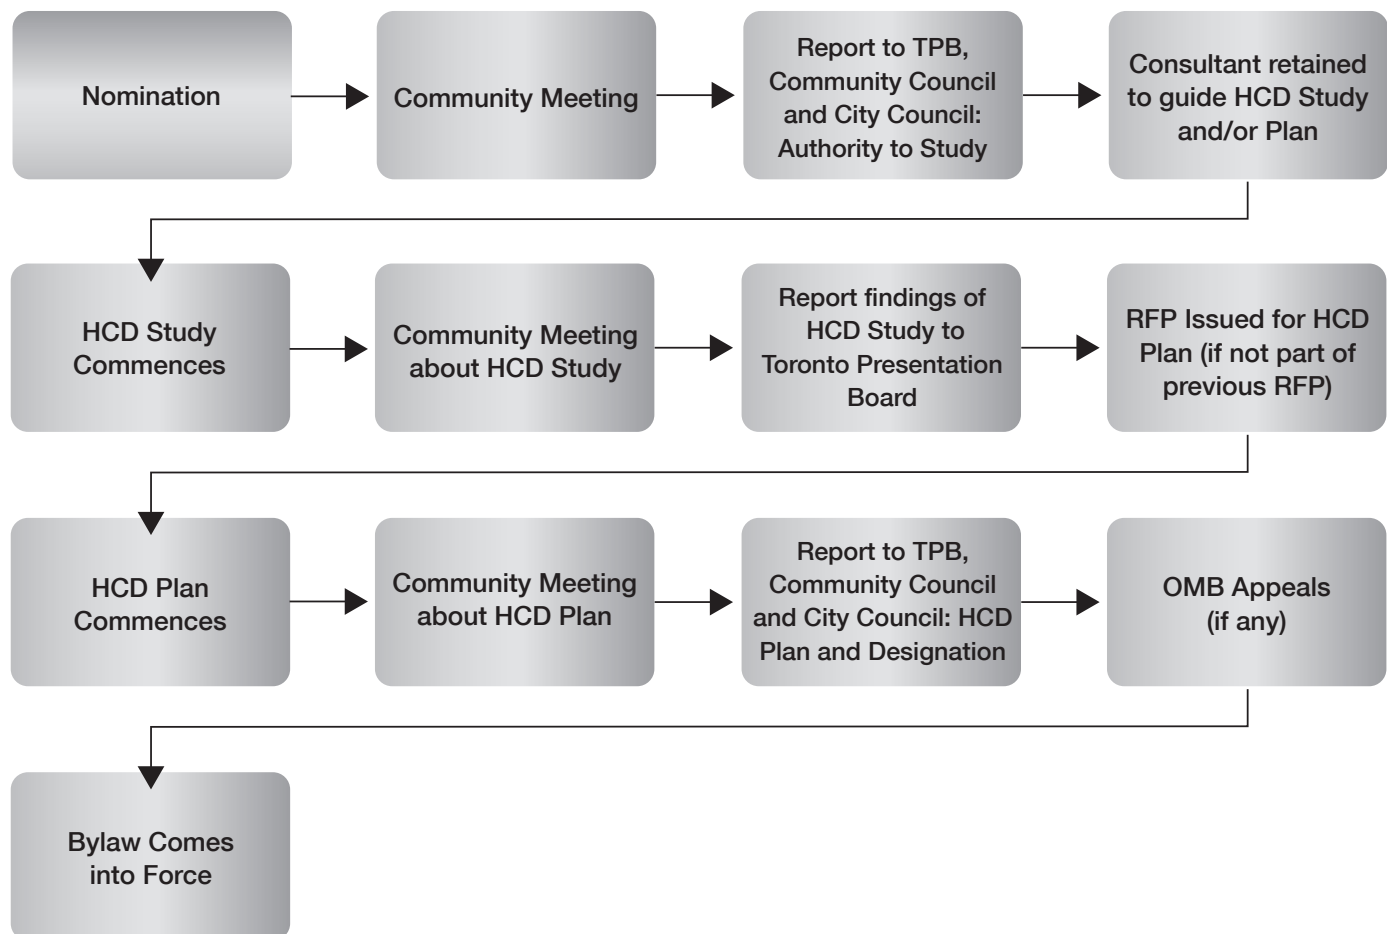 Nomination
Community Meeting
Report to TPB,
Community Council
and City Council:
Authority to Study
Consultant retained
to guide HCD Study
and/or Plan
HCD Study
Commences
Community Meeting
about HCD Study
Report findings of
HCD Study to
Toronto Presentation
Board
RFP Issued for HCD
Plan (if not part of
previous RFP)
HCD Plan
Commences
Community Meeting
about HCD Plan
Report to TPB,
Community Council
and City Council: HCD
Plan and Designation
OMB Appeals
(if any)
Bylaw Comes
into Force